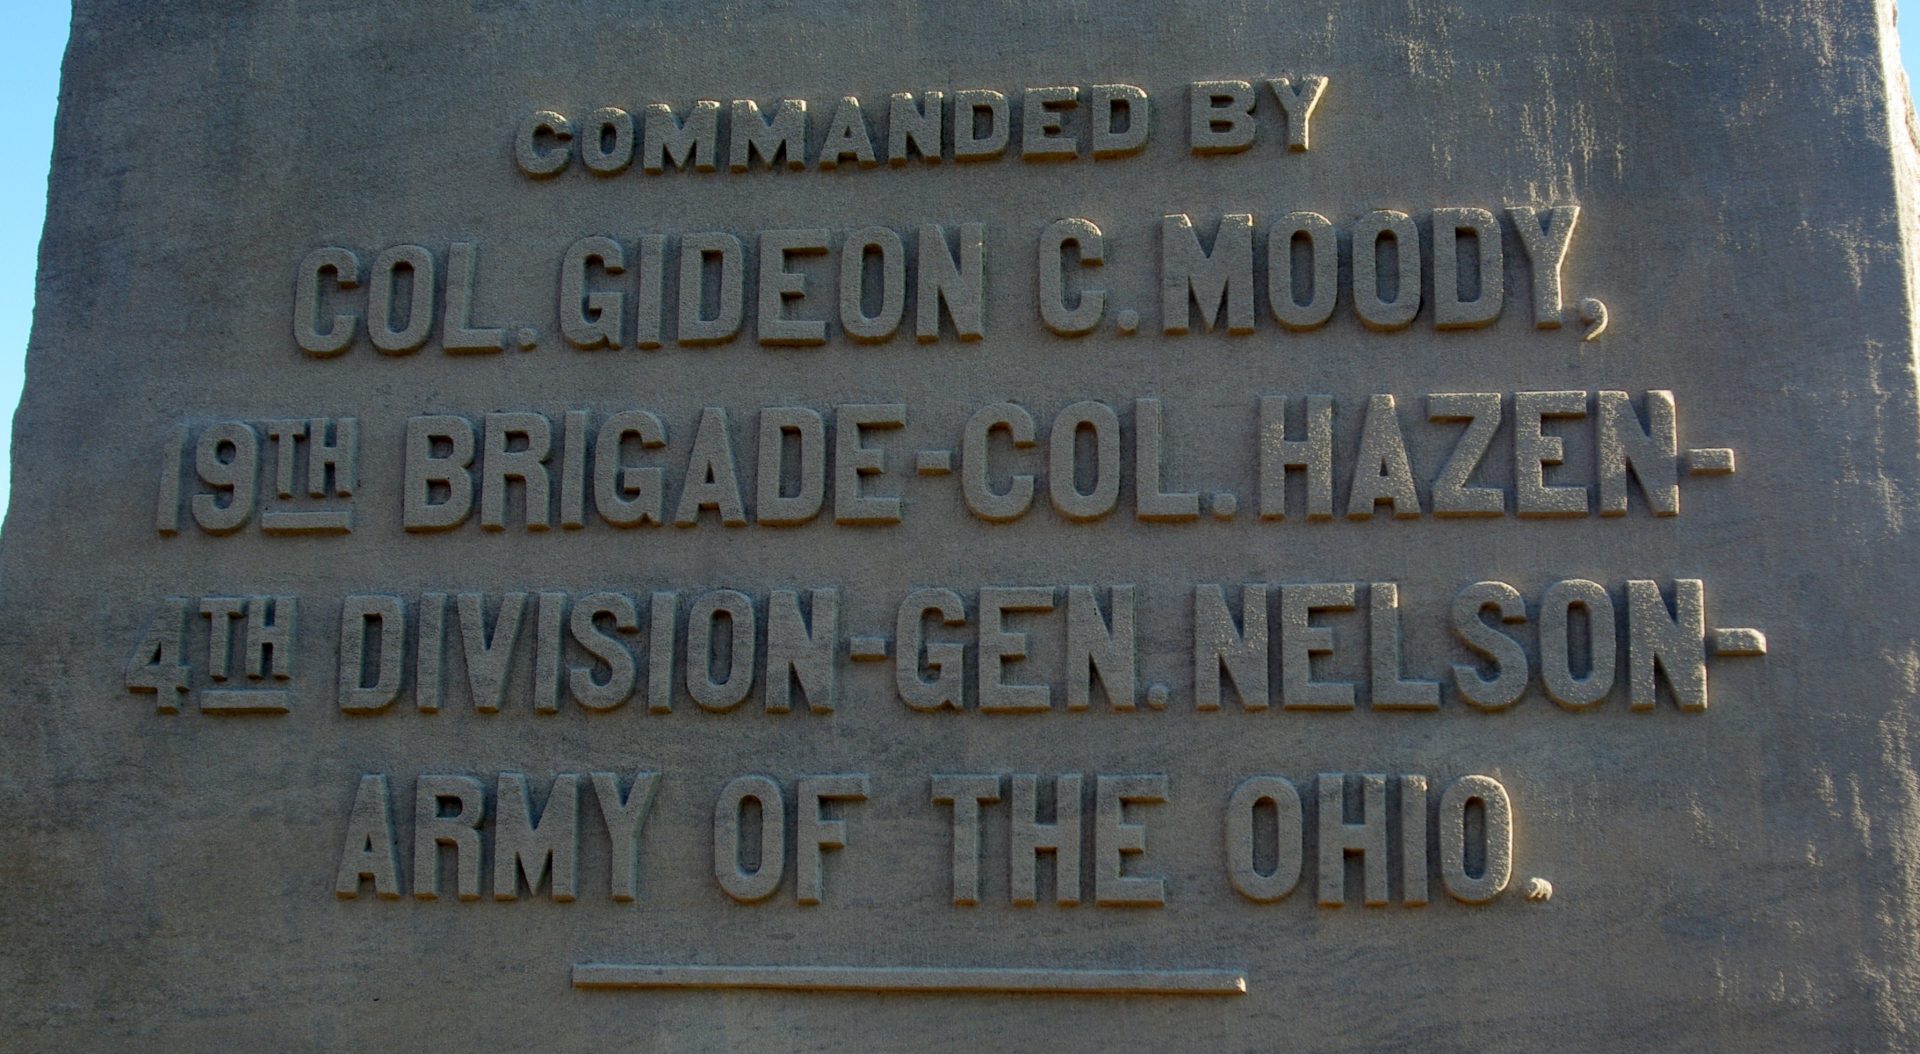 COMMANDED BY
COL. GIDEON C. MOODY,
19TH BRIGADE-COL. HAZEN-
4TH DIVISION-GEN. NELSON-
ARMY OF THE OHIO.